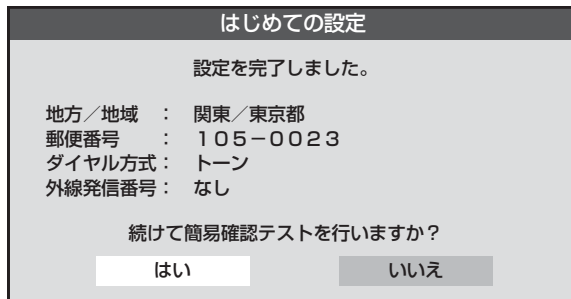 はじめての設定
設定を完了しました。
地方／地域　：　関東／東京都
郵便番号　　：　１０５－００２３
ダイヤル方式：　トーン
外線発信番号：　なし
続けて簡易確認テストを行いますか？
はい　いいえ